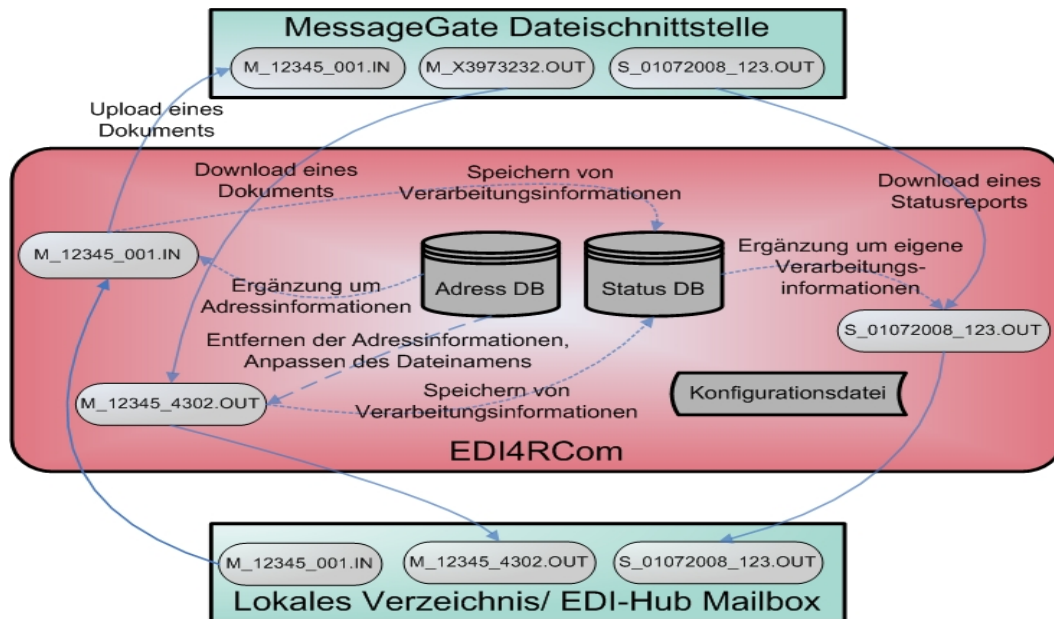 MessageGate Dateischnittstelle
M_12345_001.IN
M_X3973232.OUT
S_01072008_123.OUT
Upload eines
Dokuments
Download eines
Dokuments
Speichern von
Verarbeitungsinformationen
Download eines
Statusreports
M_12345_001.IN
Adress DB
Status DB
Ergänzung um eigene
Verarbeitungs-
informationen
Ergänzung um
Adressinformationen
S_01072008_123.OUT
Entfernen der Adressinformationen,
Anpassen des Dateinamens
M_12345_4302.OUT
Speichern von
Verarbeitungsinformationen
Konfigurationsdatei
EDI4RCom
M_12345_001.IN
M_12345_4302.OUT
S_01072008_123.OUT
Lokales Verzeichnis/ EDI-Hub Mailbox